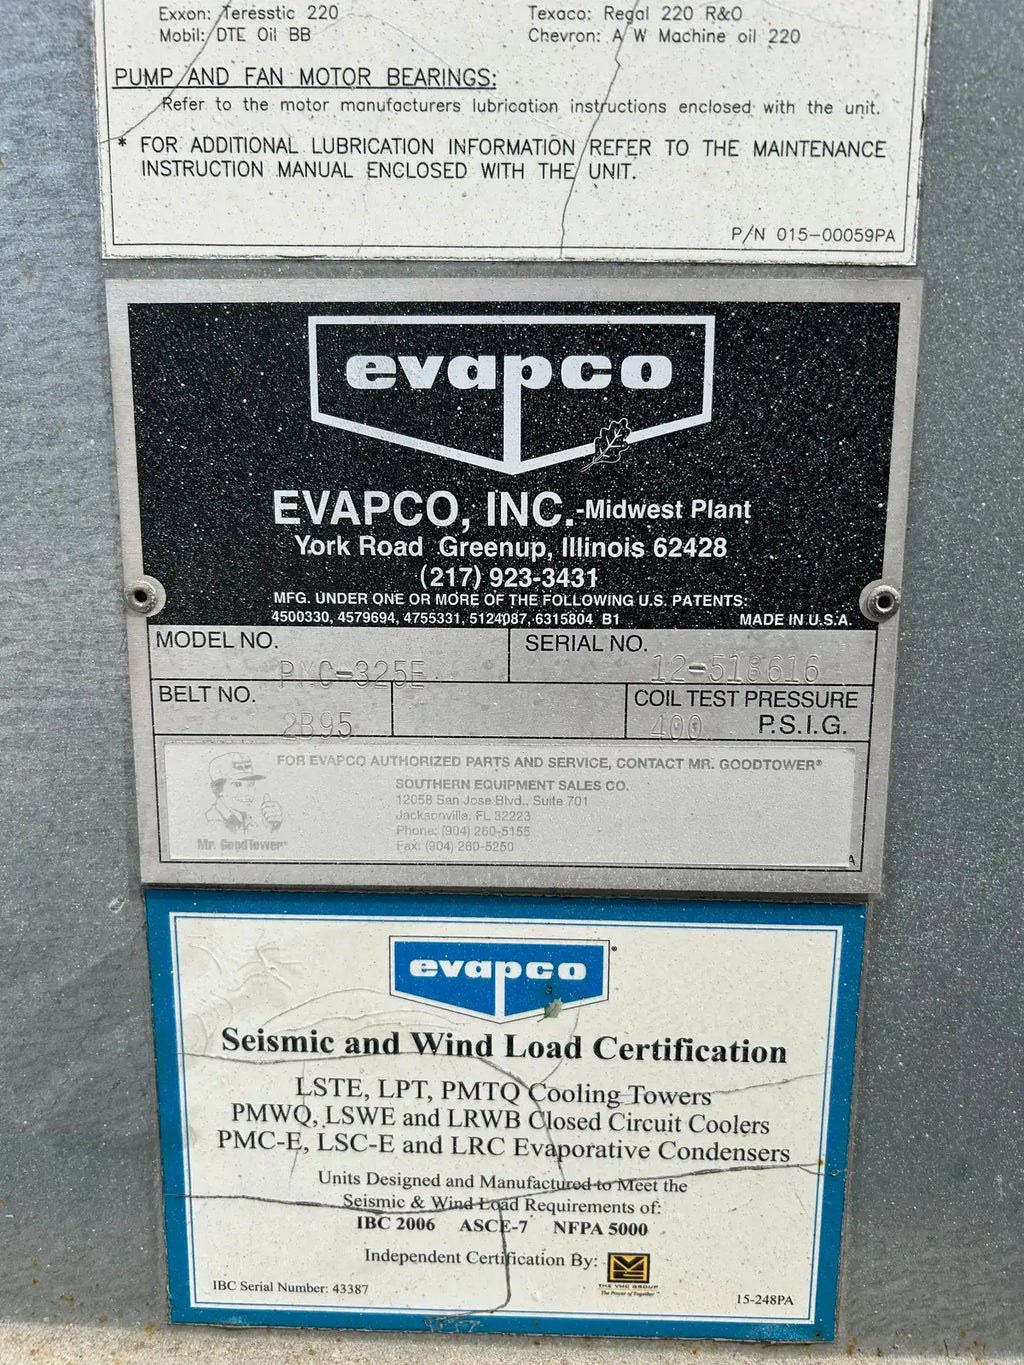 Exxon: Teresstic 220 Texaco: Regal 220 R&O
Mobil: DTE Oil BB Chevron: A W Machine oil 220
PUMP AND FAN MOTOR BEARINGS:
Refer to the motor manufacturers lubrication instructions enclosed with the unit.
* FOR ADDITIONAL LUBRICATION INFORMATION REFER TO THE MAINTENANCE
INSTRUCTION MANUAL ENCLOSED WITH THE UNIT.
P/N 015-00059PA
evapco
EVAPCO, INC.-Midwest Plant
York Road Greenup, Illinois 62428
(217) 923-3431
MFG. UNDER ONE OR MORE OF THE FOLLOWING U.S. PATENTS:
4500330, 4579694, 4755331, 5124087, 6315804 B1 MADE IN U.S.A.
MODEL NO. PMC-325E SERIAL NO. 12-518616
BELT NO. 2B95 COIL TEST PRESSURE
400 P.S.I.G.
FOR EVAPCO AUTHORIZED PARTS AND SERVICE, CONTACT MR. GOODTOWER®
SOUTHERN EQUIPMENT SALES CO.
12058 San Jose Blvd., Suite 701
Jacksonville, FL 32223
Phone: (904) 260-5155
Fax: (904) 260-5250
Mr. GoodTower®
A
evapco®
Seismic and Wind Load Certification
LSTE, LPT, PMTQ Cooling Towers
PMWQ, LSWE and LRWB Closed Circuit Coolers
PMC-E, LSC-E and LRC Evaporative Condensers
Units Designed and Manufactured to Meet the
Seismic & Wind Load Requirements of:
IBC 2006 ASCE-7 NFPA 5000
Independent Certification By:
THE VMC GROUP
The Power of Together™
IBC Serial Number: 43387 15-248PA